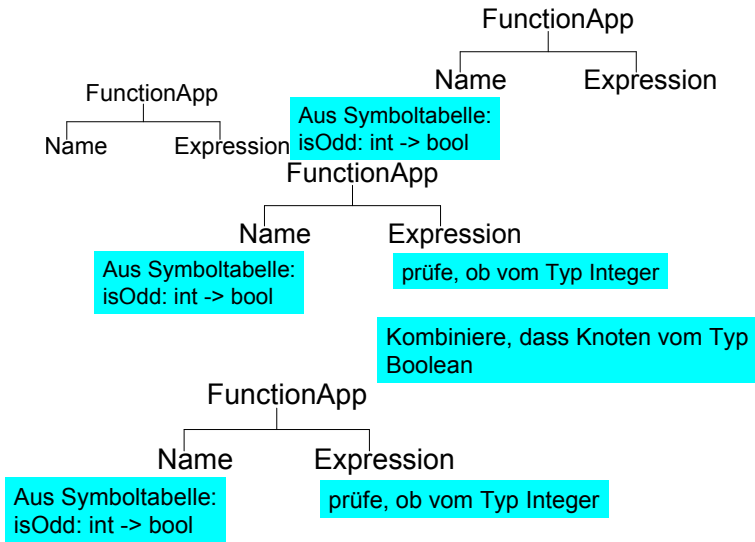 FunctionApp
Name Expression
FunctionApp
Name Expression
Aus Symboltabelle:
isOdd: int -> bool
FunctionApp
Name Expression
Aus Symboltabelle:
isOdd: int -> bool
prüfe, ob vom Typ Integer
Kombiniere, dass Knoten vom Typ
Boolean
FunctionApp
Name Expression
Aus Symboltabelle:
isOdd: int -> bool
prüfe, ob vom Typ Integer